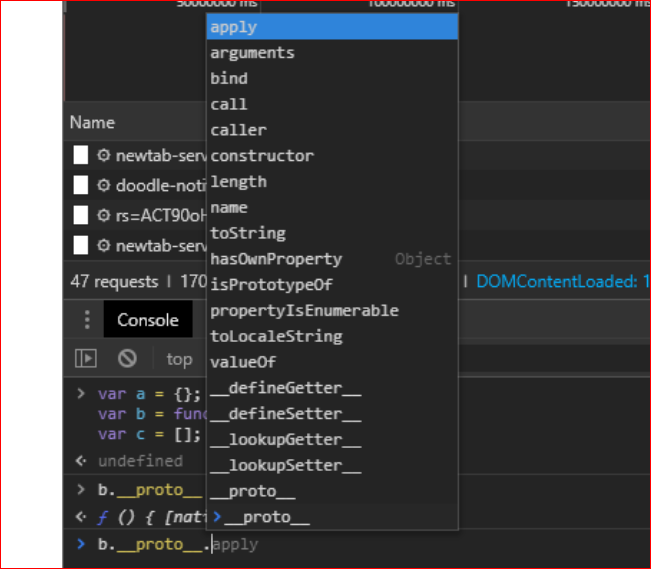 50000000 ms 100000000 ms 150000000 ms
apply
arguments
bind
call
caller
constructor
length
name
toString
hasOwnProperty Object
isPrototypeOf
propertyIsEnumerable
toLocaleString
valueOf
__defineGetter__
__defineSetter__
__lookupGetter__
__lookupSetter__
__proto__
> __proto__
Name
newtab-serv
doodle-noti
rs=ACT90oH
newtab-serv
47 requests | 170 | DOMContentLoaded: 1
Console
top
> var a = {};
var b = func
var c = [];
undefined
> b.__proto__
ƒ () { [nati
> b.__proto__.apply